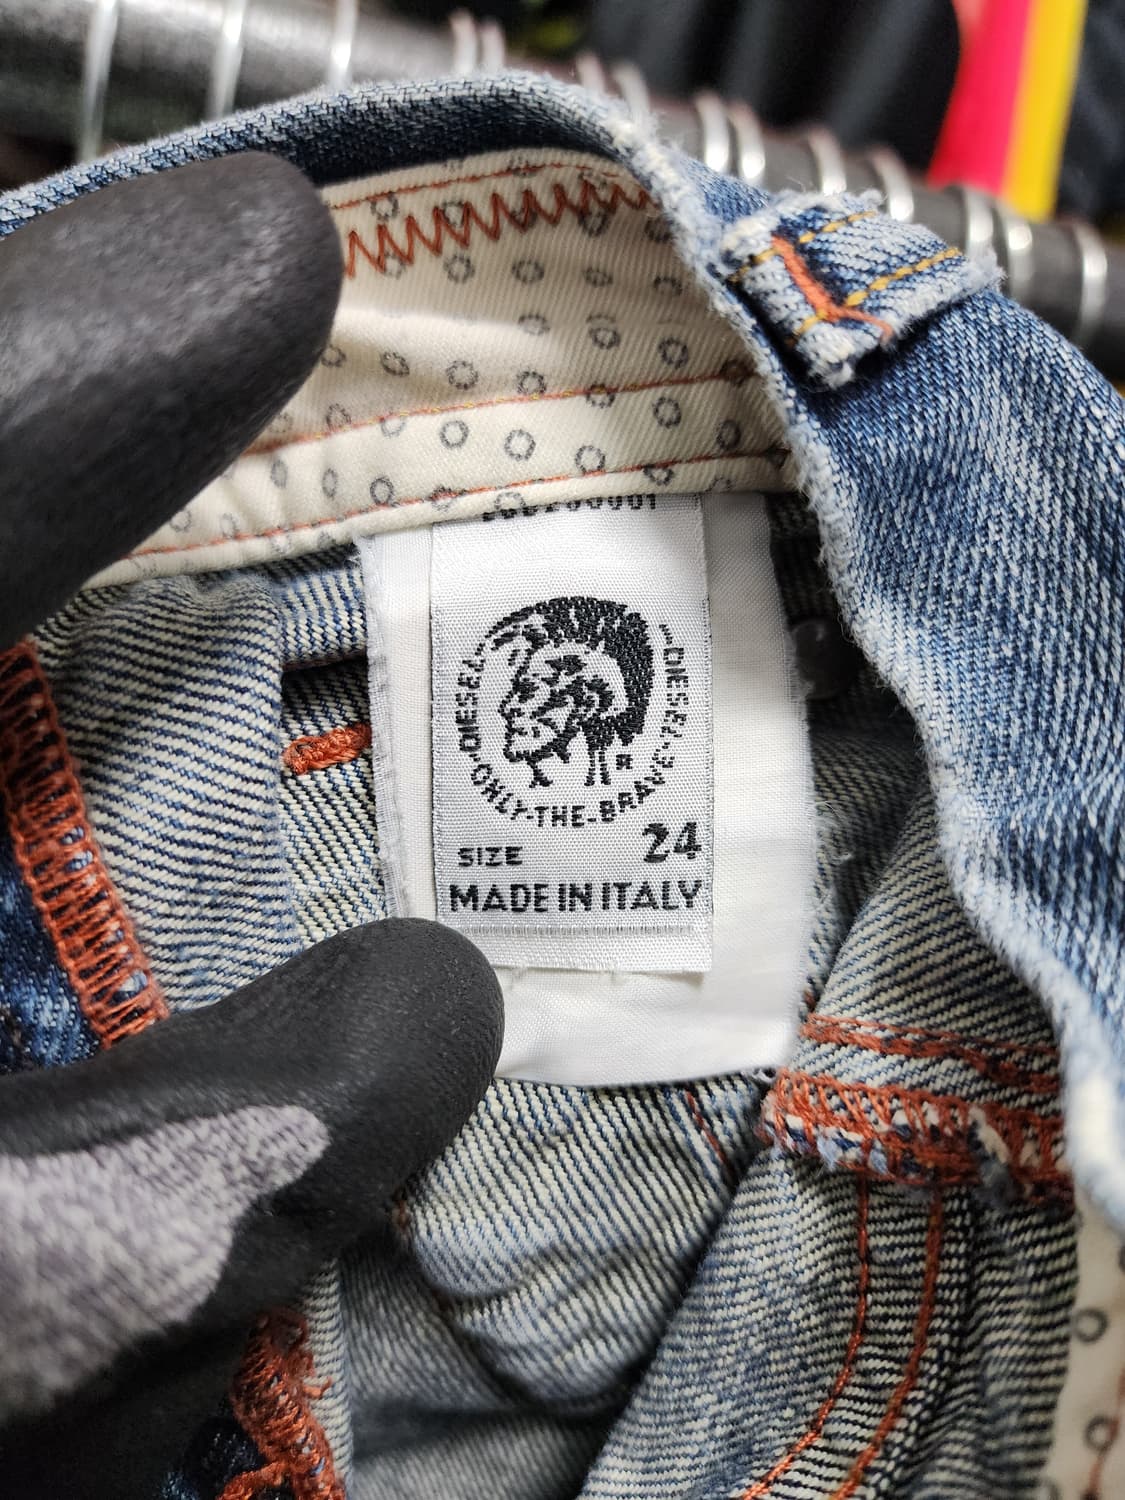 DIESEL
DIESEL
ONLY-THE-BRAVE
R
SIZE 24
MADE IN ITALY